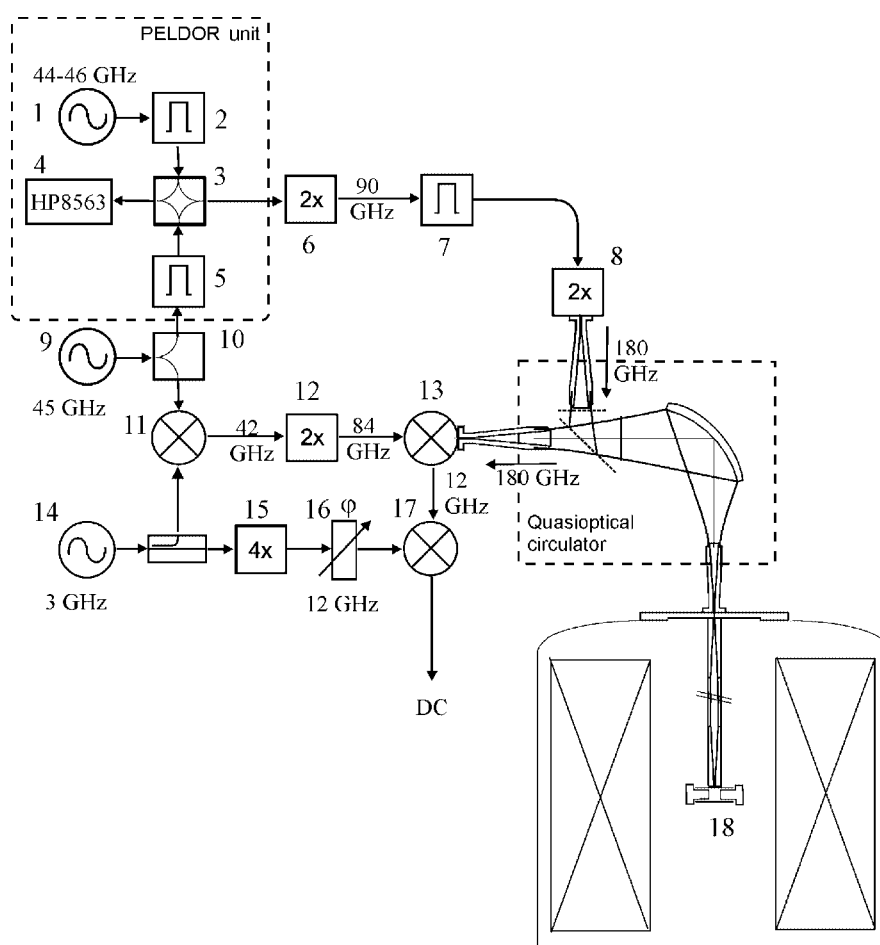 PELDOR unit
44-46 GHz
1
2
4
3
HP8563
2x
90
GHz
6
7
8
5
2x
9
10
180
GHz
45 GHz
12
13
11
42
GHz
2x
84
GHz
180 GHz
12
GHz
14
15
16
φ
17
Quasioptical
circulator
4x
3 GHz
12 GHz
DC
18